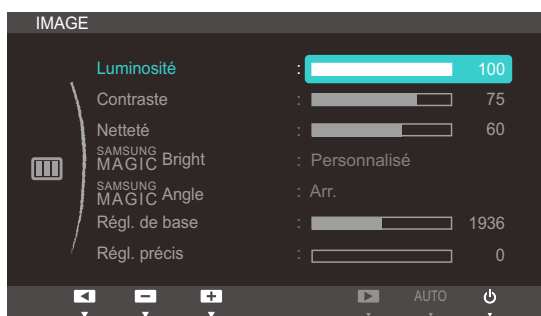 IMAGE
Luminosité : 100
Contraste : 75
Netteté : 60
SAMSUNG MAGIC Bright : Personnalisé
SAMSUNG MAGIC Angle : Arr.
Régl. de base : 1936
Régl. précis : 0
AUTO